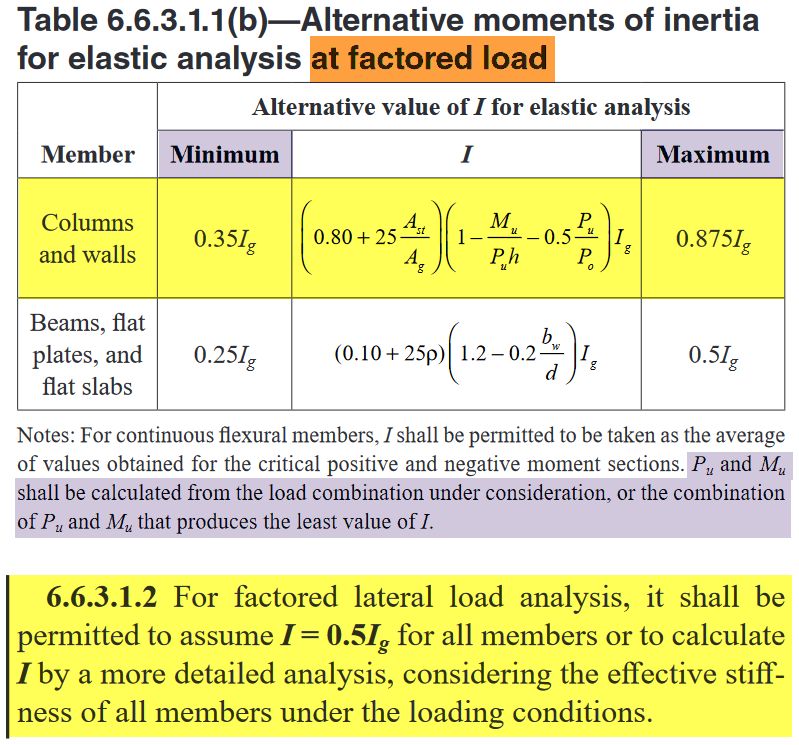 Table 6.6.3.1.1(b)—Alternative moments of inertia
for elastic analysis at factored load
Alternative value of I for elastic analysis
Member Minimum I Maximum
Columns
and walls
0.35Ig
(0.80 + 25 Ast/Ag)(1 − Mu/Puh − 0.5 Pu/Po)Ig
0.875Ig
Beams, flat
plates, and
flat slabs
0.25Ig
(0.10 + 25ρ)(1.2 − 0.2 bw/d)Ig
0.5Ig
Notes: For continuous flexural members, I shall be permitted to be taken as the average
of values obtained for the critical positive and negative moment sections. Pu and Mu
shall be calculated from the load combination under consideration, or the combination
of Pu and Mu that produces the least value of I.
6.6.3.1.2 For factored lateral load analysis, it shall be
permitted to assume I = 0.5Ig for all members or to calculate
I by a more detailed analysis, considering the effective stiff-
ness of all members under the loading conditions.